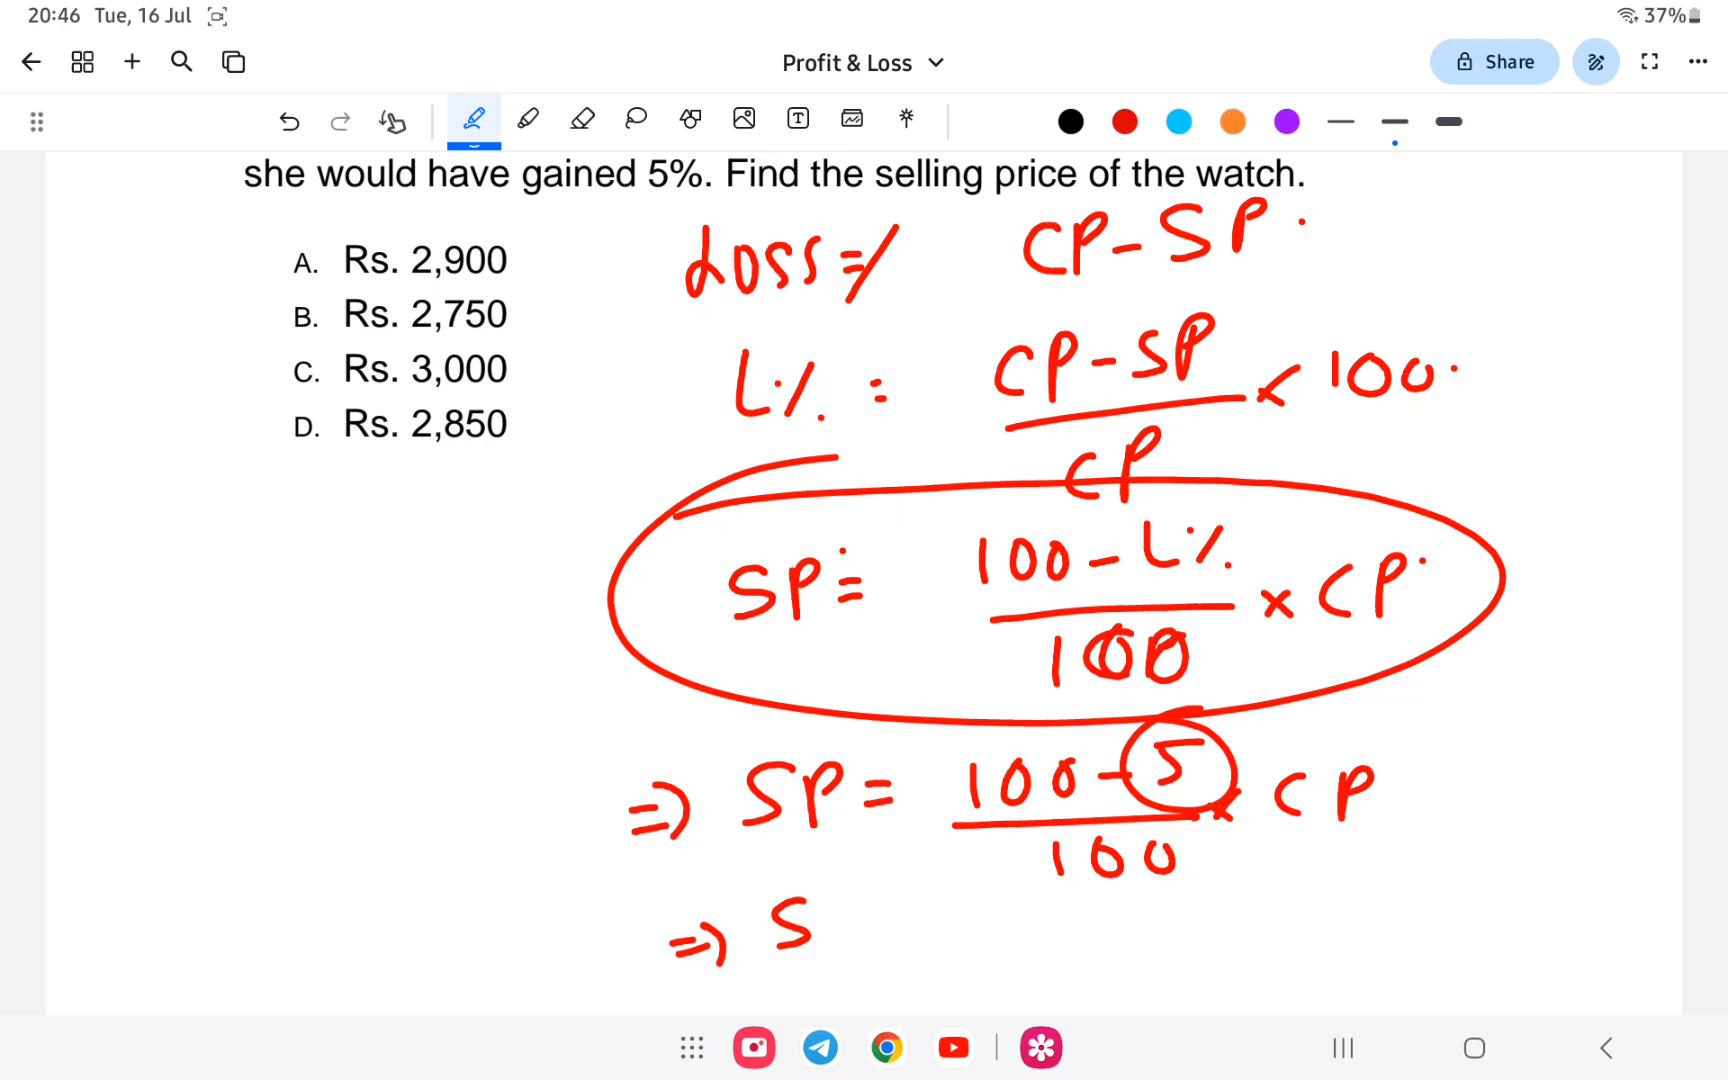 20:46 Tue, 16 Jul 37%
Profit & Loss Share
she would have gained 5%. Find the selling price of the watch.
A. Rs. 2,900
B. Rs. 2,750
C. Rs. 3,000
D. Rs. 2,850
Loss => CP-SP.
L% = CP-SP / CP × 100.
SP = 100-L% / 100 × CP.
=> SP = 100-5 / 100 × CP
=> S